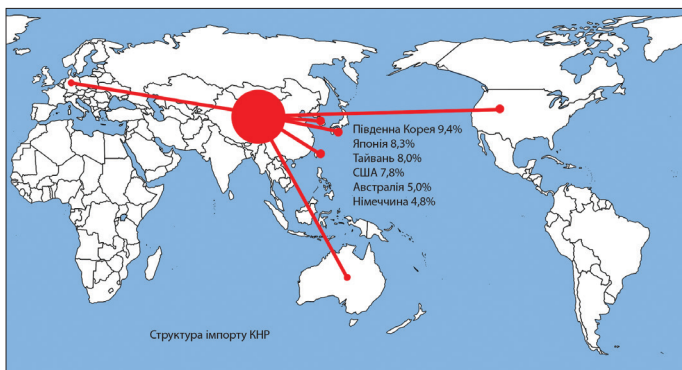 Південна Корея 9,4%
Японія 8,3%
Тайвань 8,0%
США 7,8%
Австралія 5,0%
Німеччина 4,8%
Структура імпорту КНР